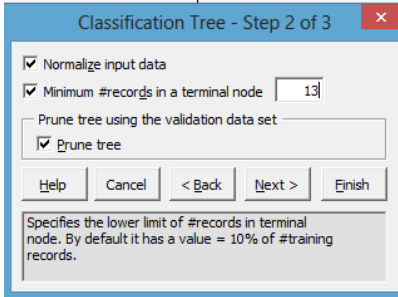 Classification Tree - Step 2 of 3
×
Normalize input data
Minimum #records in a terminal node 13
Prune tree using the validation data set
Prune tree
Help Cancel < Back Next > Finish
Specifies the lower limit of #records in terminal
node. By default it has a value = 10% of #training
records.